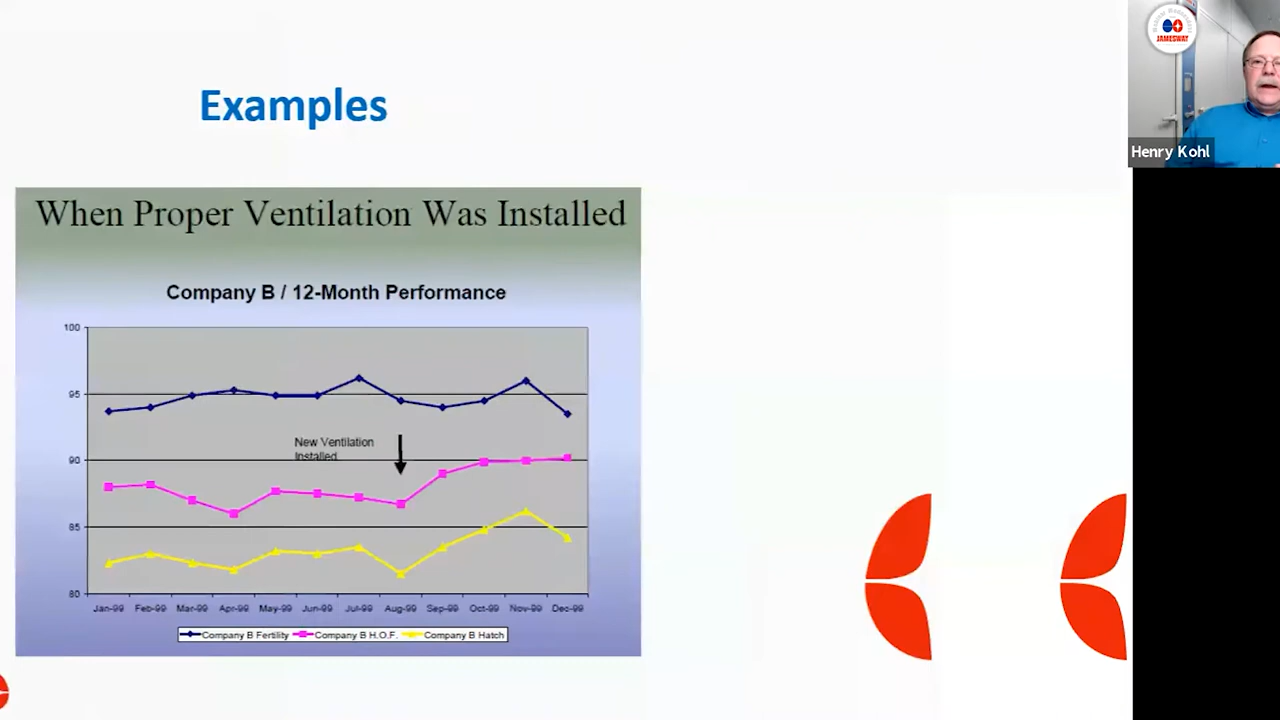 Examples
When Proper Ventilation Was Installed
Company B / 12-Month Performance
100
95
90
85
80
New Ventilation
Installed
Jan-99 Feb-99 Mar-99 Apr-99 May-99 Jun-99 Jul-99 Aug-99 Sep-99 Oct-99 Nov-99 Dec-99
Company B Fertility Company B H.O.F. Company B Hatch
JAMESWAY
Henry Kohl